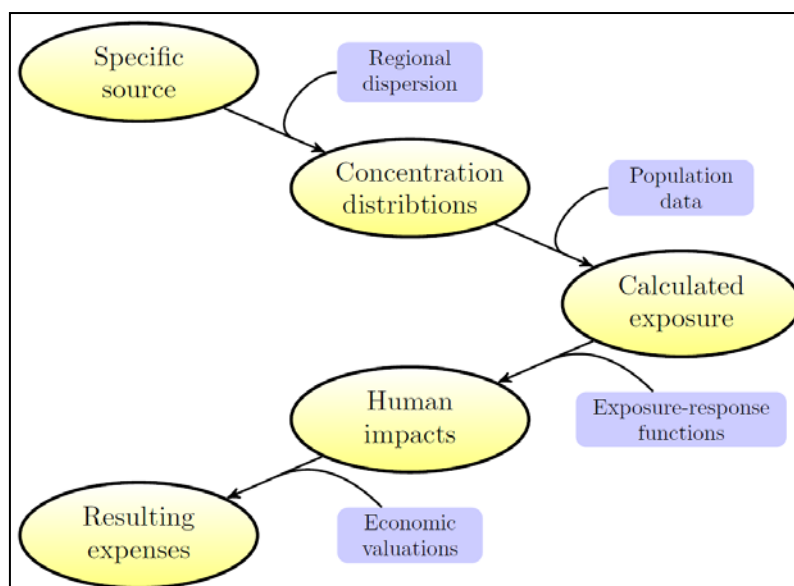 Specific
source
Regional
dispersion
Concentration
distribtions
Population
data
Calculated
exposure
Human
impacts
Exposure-response
functions
Resulting
expenses
Economic
valuations